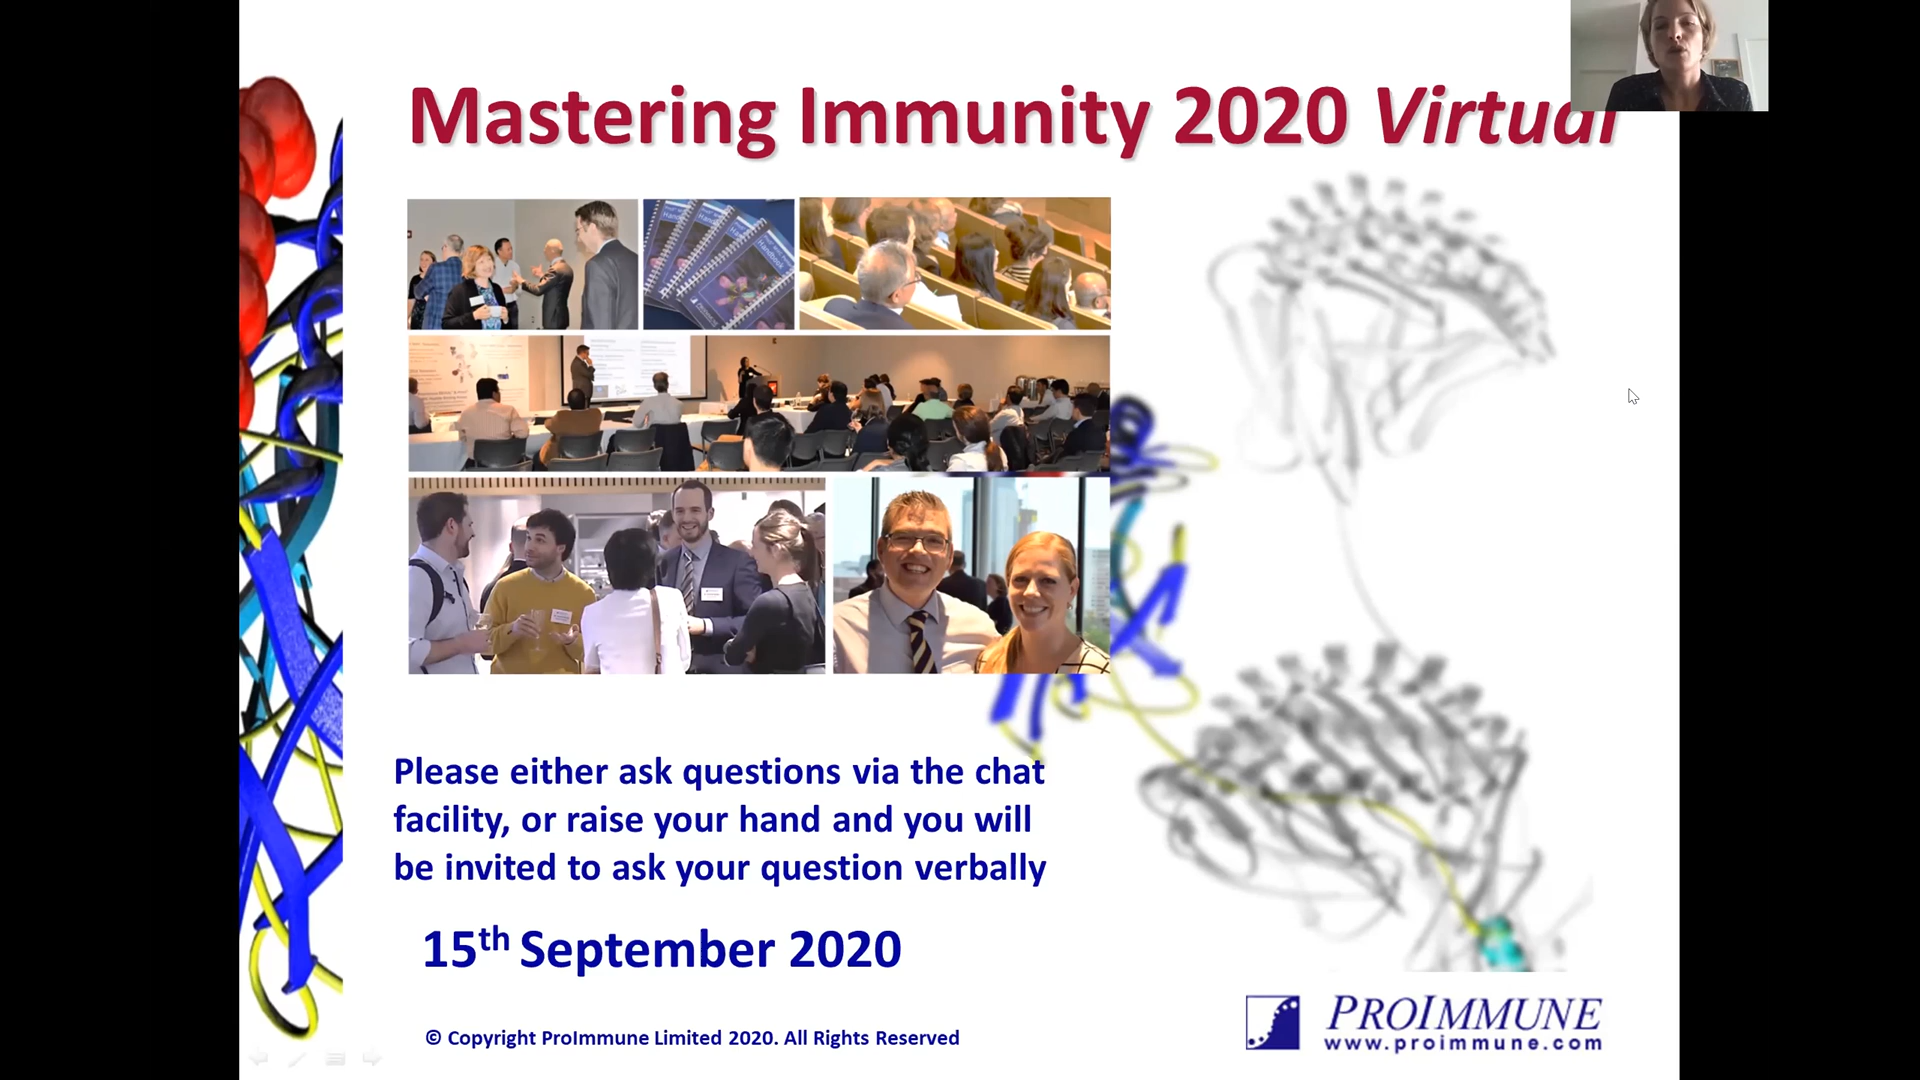 Mastering Immunity 2020 Virtual
Handbook
Please either ask questions via the chat
facility, or raise your hand and you will
be invited to ask your question verbally
15th September 2020
© Copyright ProImmune Limited 2020. All Rights Reserved
PROIMMUNE
www.proimmune.com